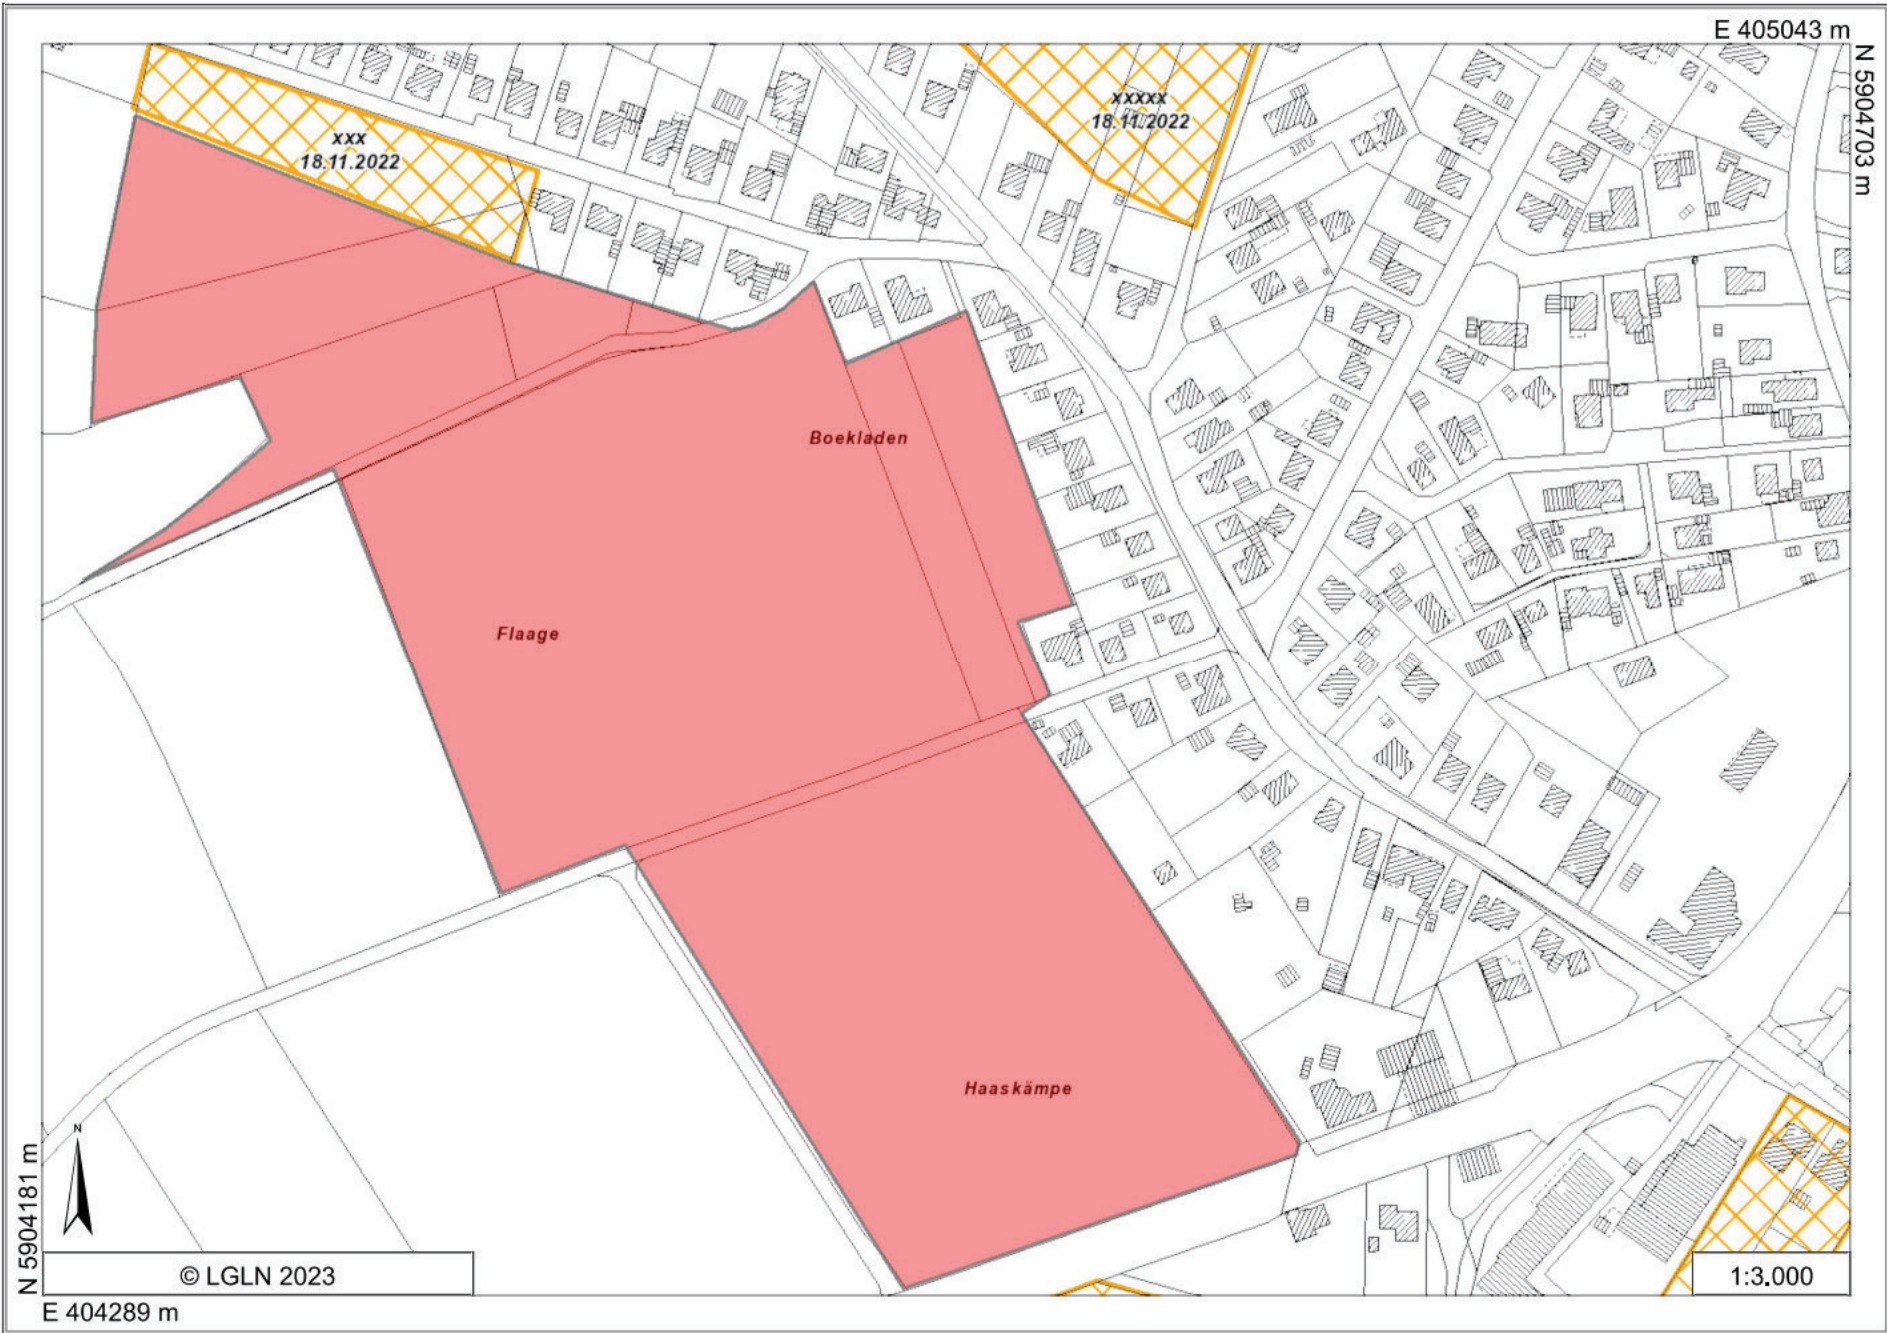 E 405043 m
N 5904703 m
xxxxx
18.11.2022
xxx
18.11.2022
Boekladen
Flaage
Haaskämpe
N
N 5904181 m
© LGLN 2023
1:3.000
E 404289 m